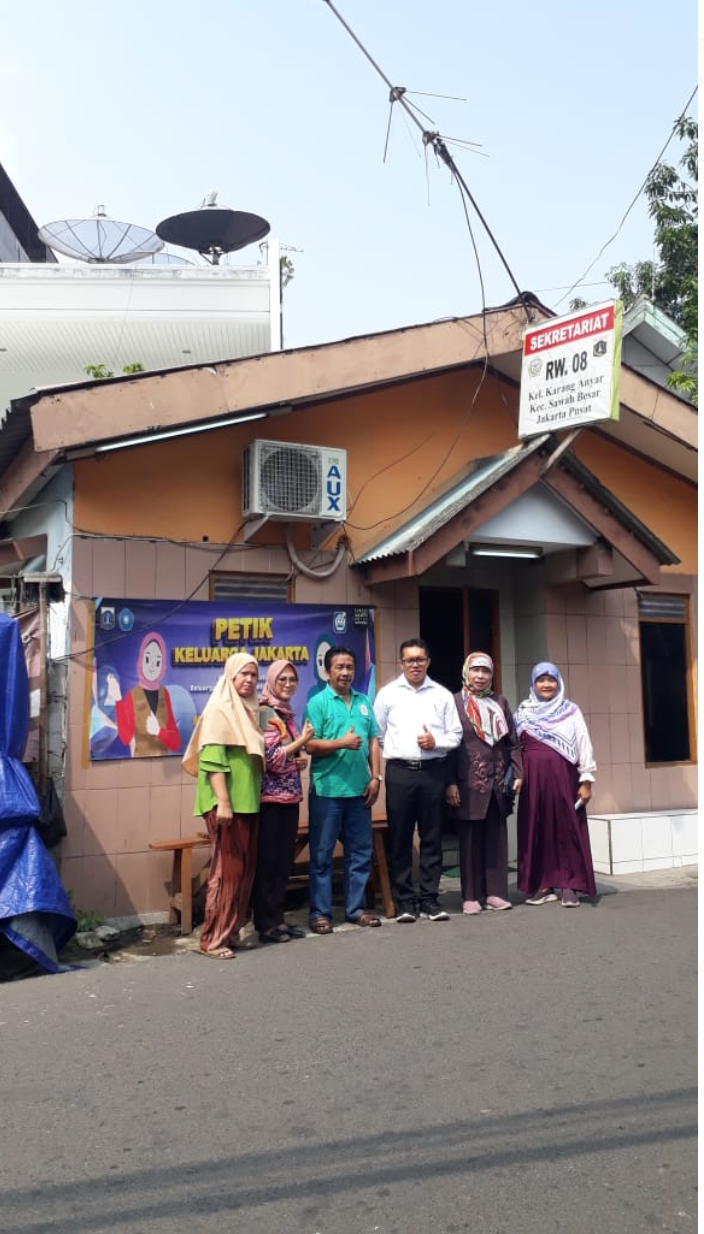 SEKRETARIAT
RW. 08
Kel. Karang Anyar
Kec. Sawah Besar
Jakarta Pusat
AUX
PETIK
KELUARGA JAKARTA